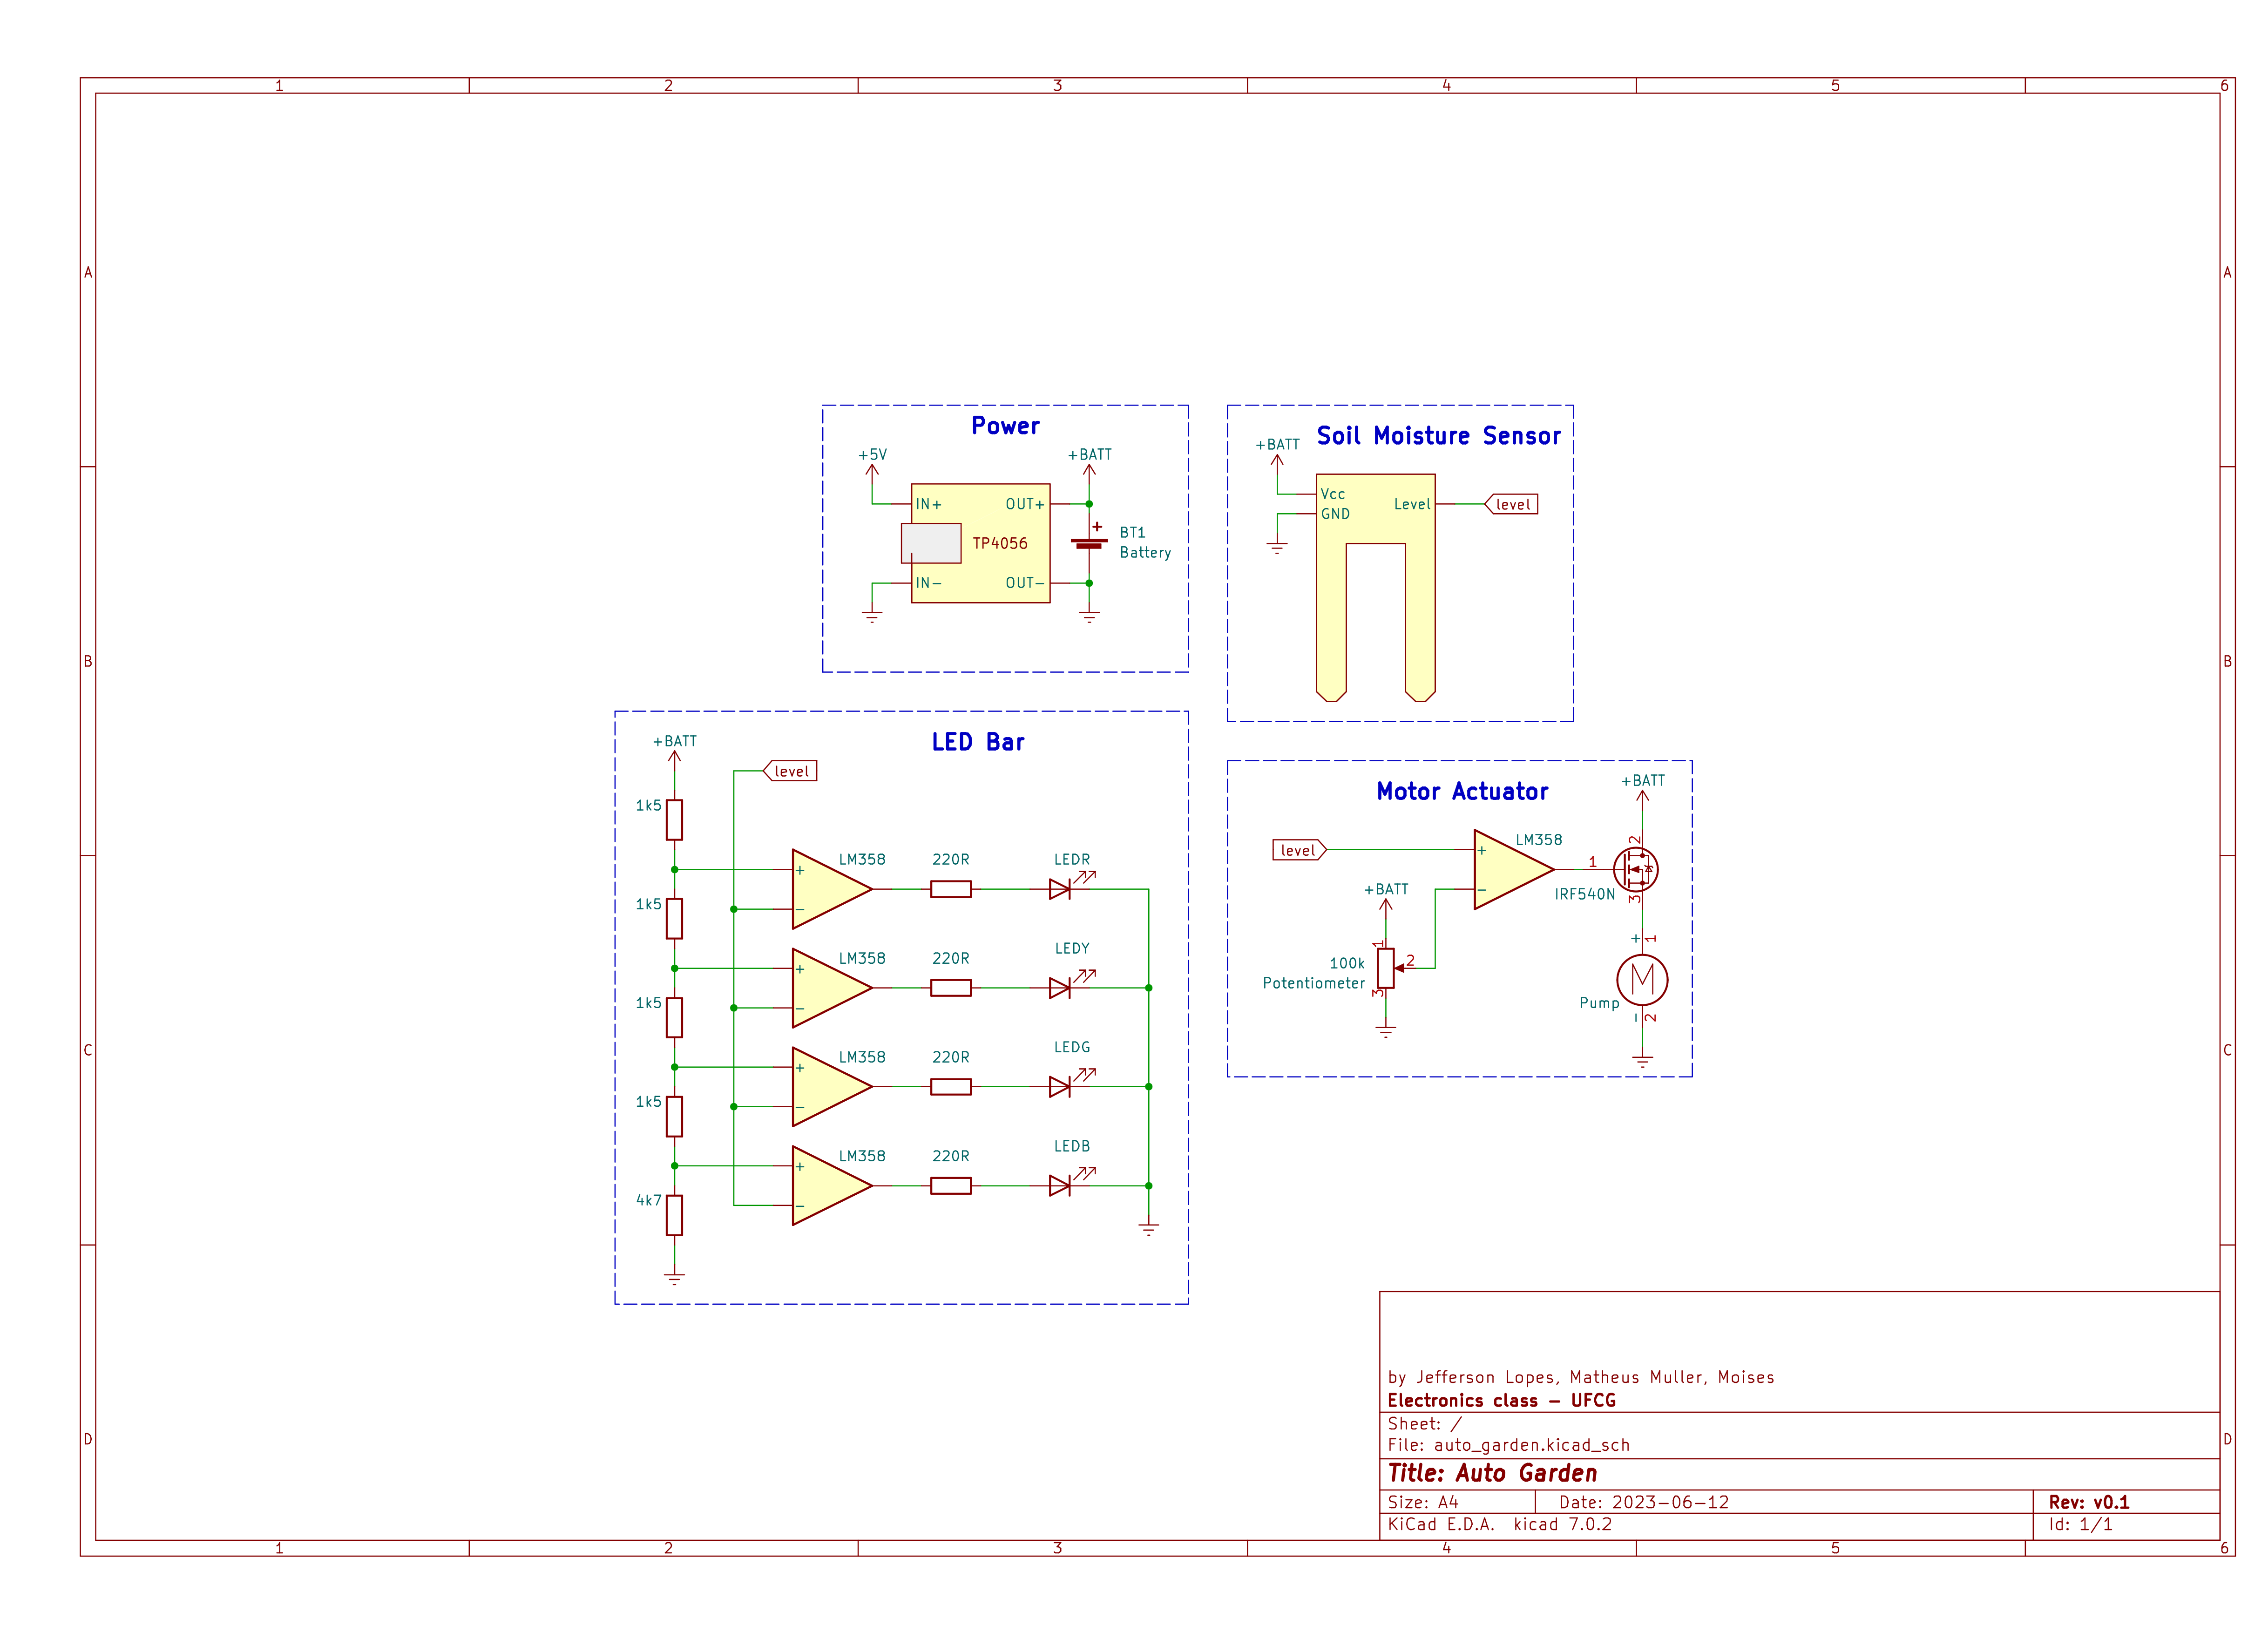 1 2 3 4 5 6
A A
B B
C C
D D
Power
+5V
+BATT
IN+ OUT+
TP4056
IN- OUT-
+
BT1
Battery
Soil Moisture Sensor
+BATT
Vcc
GND
Level
level
LED Bar
+BATT
level
1k5
1k5
1k5
1k5
4k7
+
−
LM358
220R
LEDR
+
−
LM358
220R
LEDY
+
−
LM358
220R
LEDG
+
−
LM358
220R
LEDB
Motor Actuator
+BATT
level
+
−
LM358
1
2
3
IRF540N
+BATT
1
2
3
100k
Potentiometer
+ 1
M
Pump
− 2
by Jefferson Lopes, Matheus Muller, Moises
Electronics class − UFCG
Sheet: /
File: auto_garden.kicad_sch
Title: Auto Garden
Size: A4 Date: 2023-06-12 Rev: v0.1
KiCad E.D.A. kicad 7.0.2 Id: 1/1
1 2 3 4 5 6